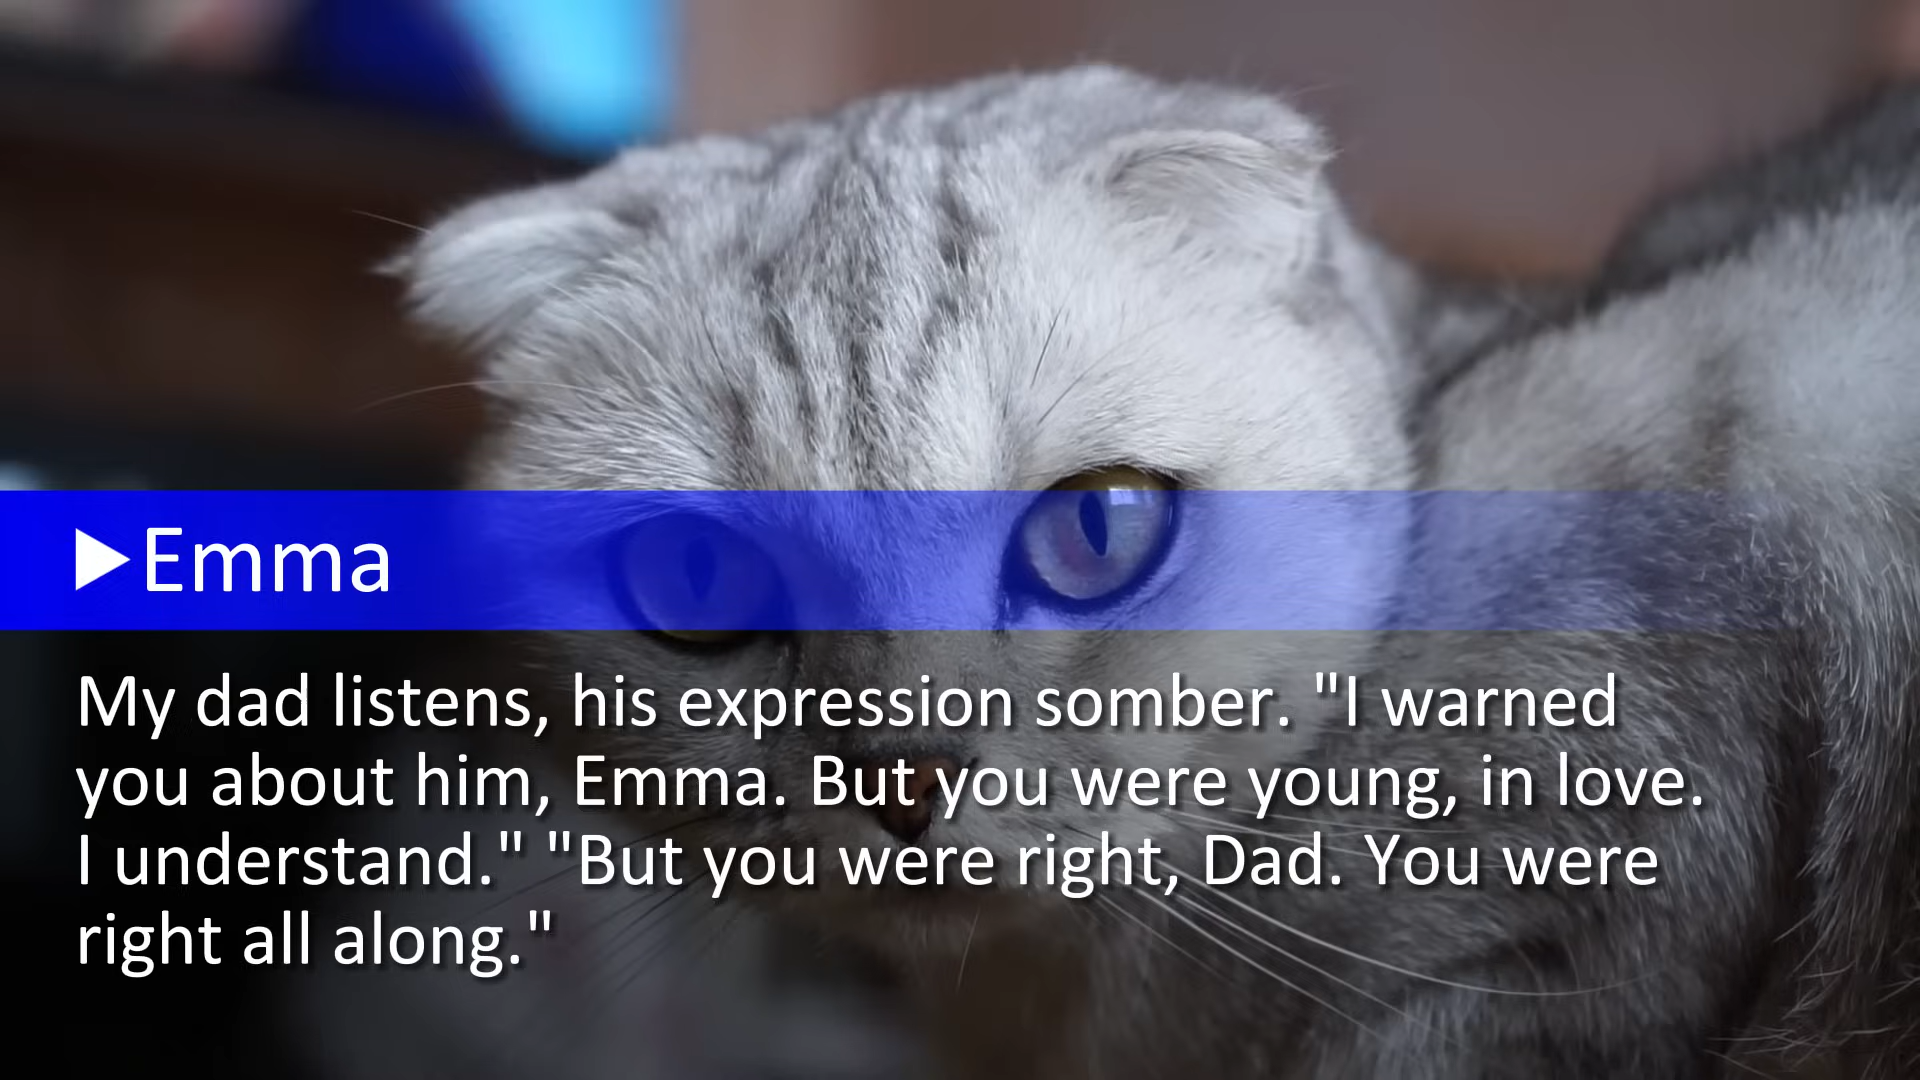 Emma
My dad listens, his expression somber. "I warned
you about him, Emma. But you were young, in love.
I understand." "But you were right, Dad. You were
right all along."